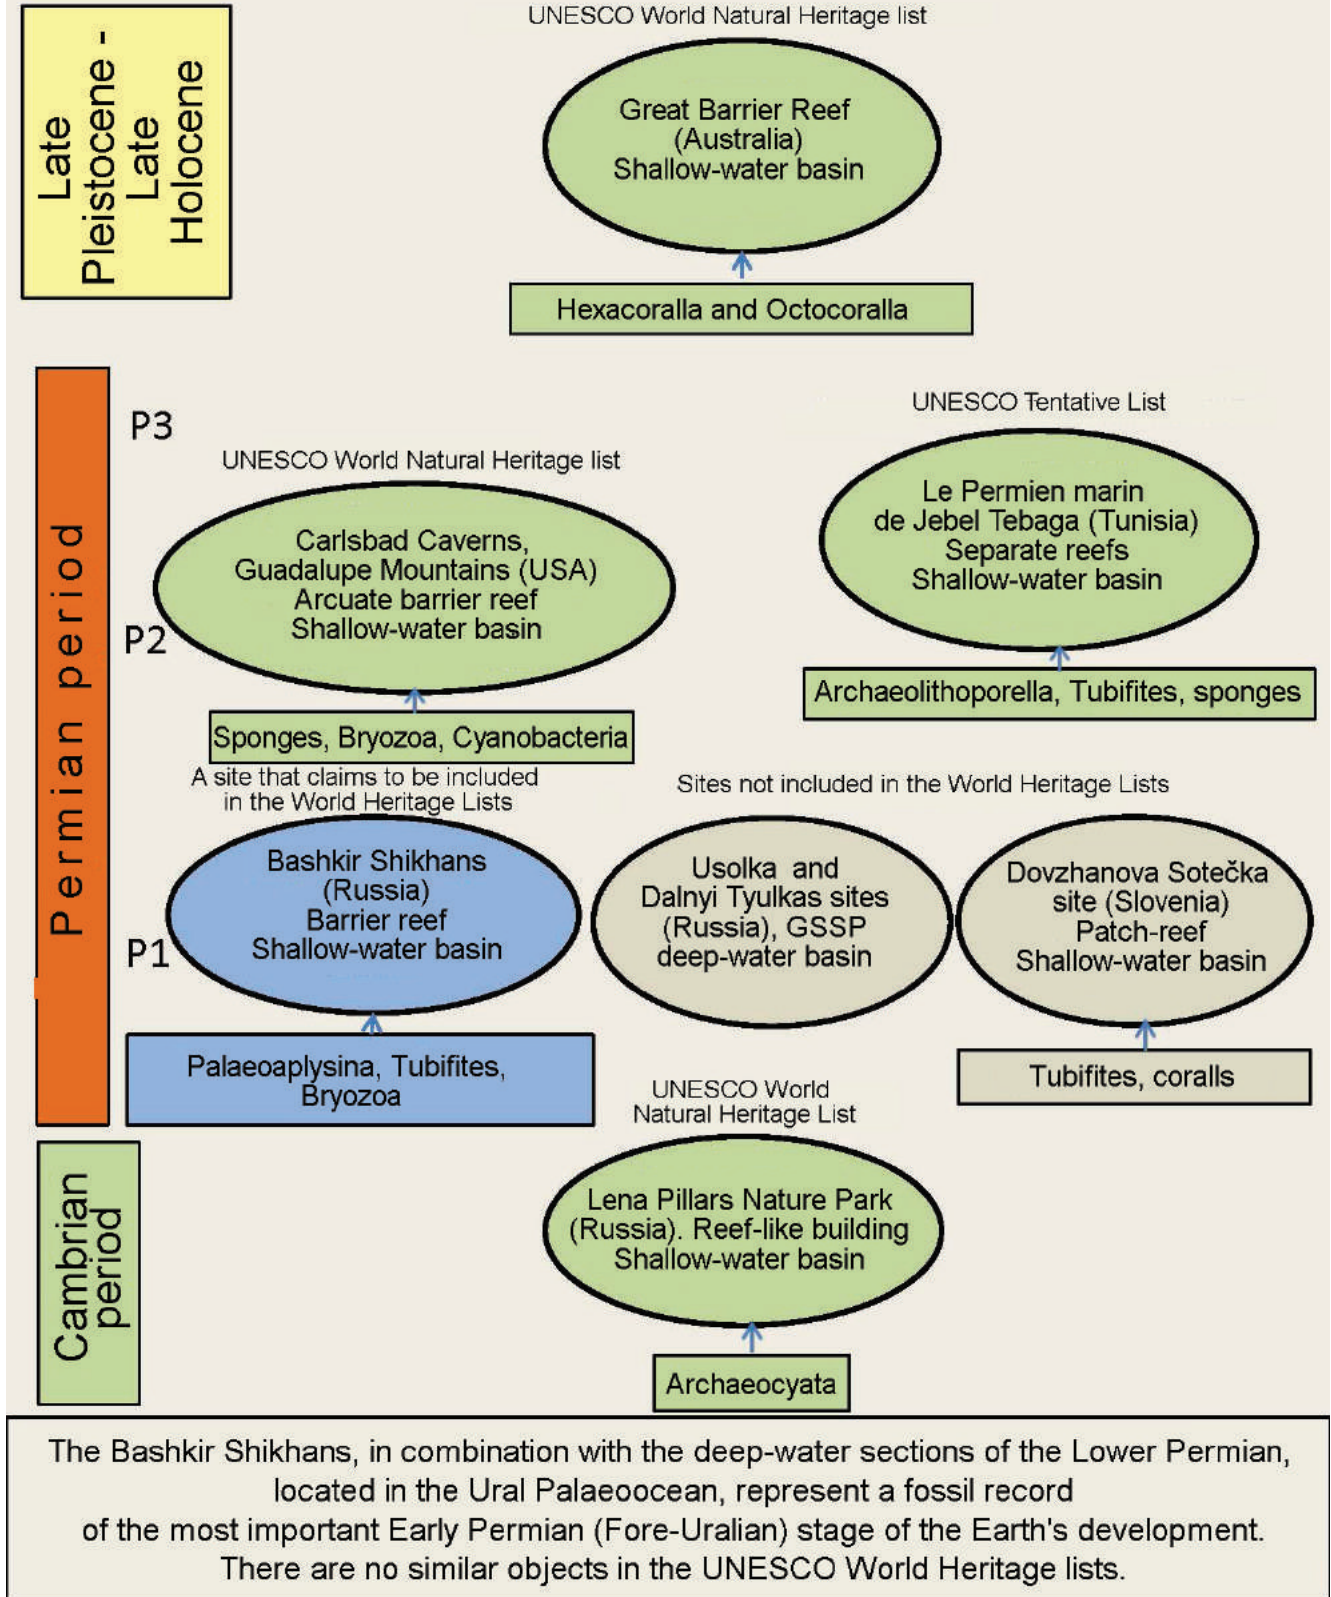 UNESCO World Natural Heritage list
Late
Pleistocene -
Late
Holocene
Great Barrier Reef
(Australia)
Shallow-water basin
Hexacoralla and Octocoralla
Permian period
P3
UNESCO Tentative List
UNESCO World Natural Heritage list
Le Permien marin
de Jebel Tebaga (Tunisia)
Separate reefs
Shallow-water basin
Carlsbad Caverns,
Guadalupe Mountains (USA)
Arcuate barrier reef
Shallow-water basin
P2
Archaeolithoporella, Tubifites, sponges
Sponges, Bryozoa, Cyanobacteria
A site that claims to be included
in the World Heritage Lists
Sites not included in the World Heritage Lists
P1
Bashkir Shikhans
(Russia)
Barrier reef
Shallow-water basin
Usolka and
Dalnyi Tyulkas sites
(Russia), GSSP
deep-water basin
Dovzhanova Sotečka
site (Slovenia)
Patch-reef
Shallow-water basin
Palaeoaplysina, Tubifites,
Bryozoa
Tubifites, coralls
UNESCO World
Natural Heritage List
Cambrian
period
Lena Pillars Nature Park
(Russia). Reef-like building
Shallow-water basin
Archaeocyata
The Bashkir Shikhans, in combination with the deep-water sections of the Lower Permian,
located in the Ural Palaeoocean, represent a fossil record
of the most important Early Permian (Fore-Uralian) stage of the Earth's development.
There are no similar objects in the UNESCO World Heritage lists.